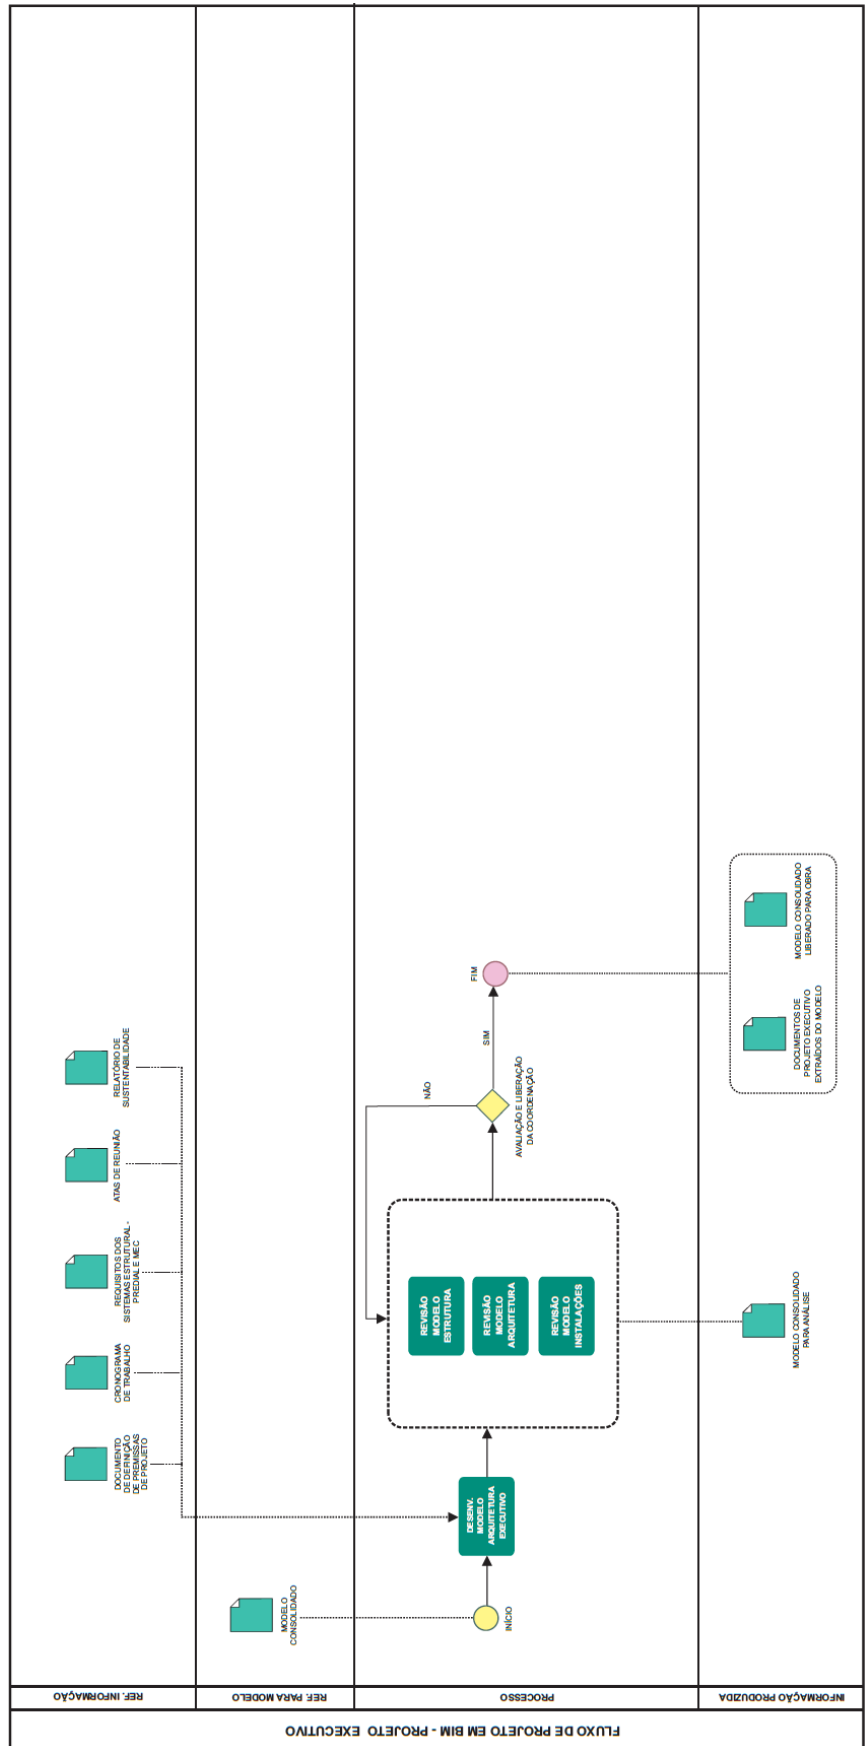 FLUXO DE PROJETO EM BIM - PROJETO EXECUTIVO
REF. INFORMAÇÃO
REF. PARA MODELO
PROCESSO
INFORMAÇÃO PRODUZIDA
DOCUMENTO
DE DEFINIÇÃO
DE PREMISSAS
DE PROJETO
CRONOGRAMA
DE TRABALHO
REQUISITOS DOS
SISTEMAS ESTRUTURAL -
PREDIAL E MEC
ATAS DE REUNIÃO
RELATÓRIO DE
SUSTENTABILIDADE
MODELO
CONSOLIDADO
INÍCIO
DESENV.
MODELO
ARQUITETURA
EXECUTIVO
REVISÃO
MODELO
ESTRUTURA
REVISÃO
MODELO
ARQUITETURA
REVISÃO
MODELO
INSTALAÇÕES
NÃO
AVALIAÇÃO E LIBERAÇÃO
DA COORDENAÇÃO
SIM
FIM
MODELO CONSOLIDADO
PARA ANÁLISE
DOCUMENTOS DE
PROJETO EXECUTIVO
EXTRAÍDOS DO MODELO
MODELO CONSOLIDADO
LIBERADO PARA OBRA